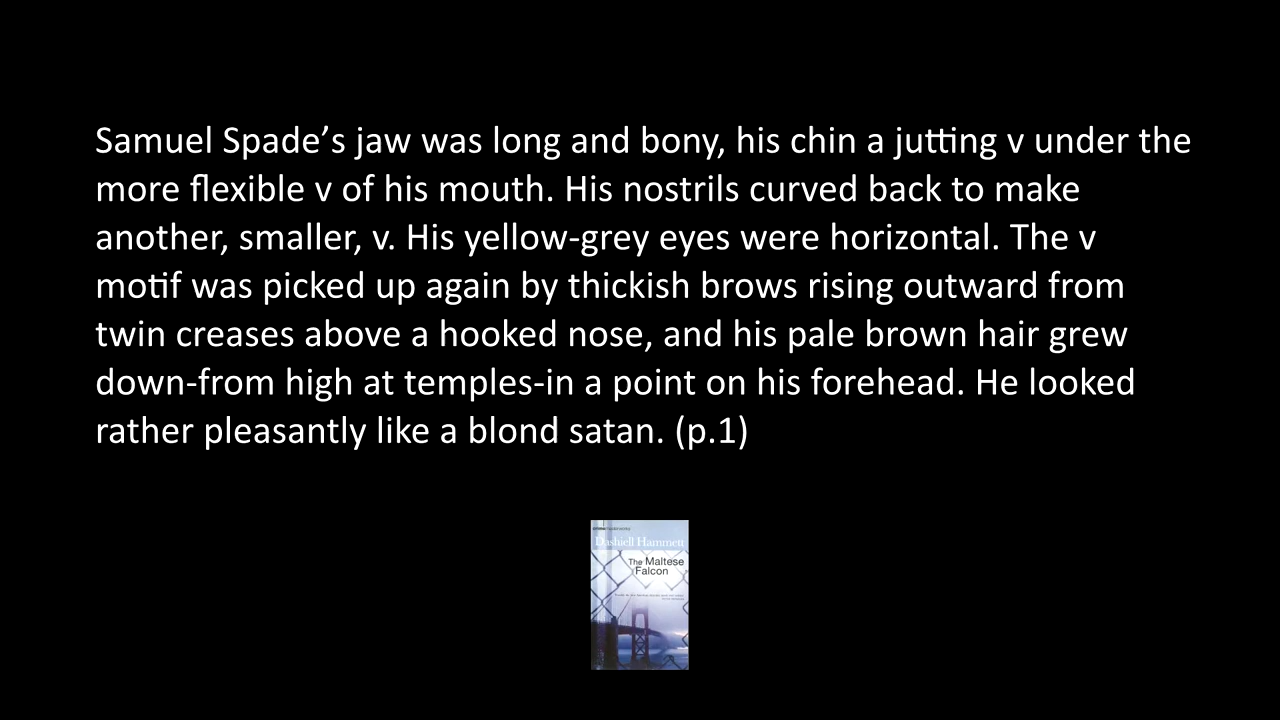 Samuel Spade’s jaw was long and bony, his chin a jutting v under the
more flexible v of his mouth. His nostrils curved back to make
another, smaller, v. His yellow-grey eyes were horizontal. The v
motif was picked up again by thickish brows rising outward from
twin creases above a hooked nose, and his pale brown hair grew
down-from high at temples-in a point on his forehead. He looked
rather pleasantly like a blond satan. (p.1)
Dashiell Hammett
The Maltese
Falcon